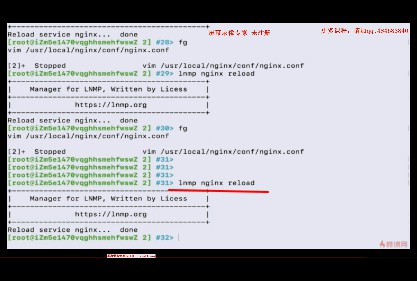 +------------------------------------------+
Reload service nginx... done
[root@iZm5e1470vqghhsmehfwswZ 2] #28> fg
vim /usr/local/nginx/conf/nginx.conf
[2]+ Stopped vim /usr/local/nginx/conf/nginx.conf
[root@iZm5e1470vqghhsmehfwswZ 2] #29> lnmp nginx reload
+------------------------------------------+
| Manager for LNMP, Written by Licess |
+------------------------------------------+
| https://lnmp.org |
+------------------------------------------+
Reload service nginx... done
[root@iZm5e1470vqghhsmehfwswZ 2] #30> fg
vim /usr/local/nginx/conf/nginx.conf
[2]+ Stopped vim /usr/local/nginx/conf/nginx.conf
[root@iZm5e1470vqghhsmehfwswZ 2] #31>
[root@iZm5e1470vqghhsmehfwswZ 2] #31>
[root@iZm5e1470vqghhsmehfwswZ 2] #31>
[root@iZm5e1470vqghhsmehfwswZ 2] #31> lnmp nginx reload
+------------------------------------------+
| Manager for LNMP, Written by Licess |
+------------------------------------------+
| https://lnmp.org |
+------------------------------------------+
Reload service nginx... done
[root@iZm5e1470vqghhsmehfwswZ 2] #32>